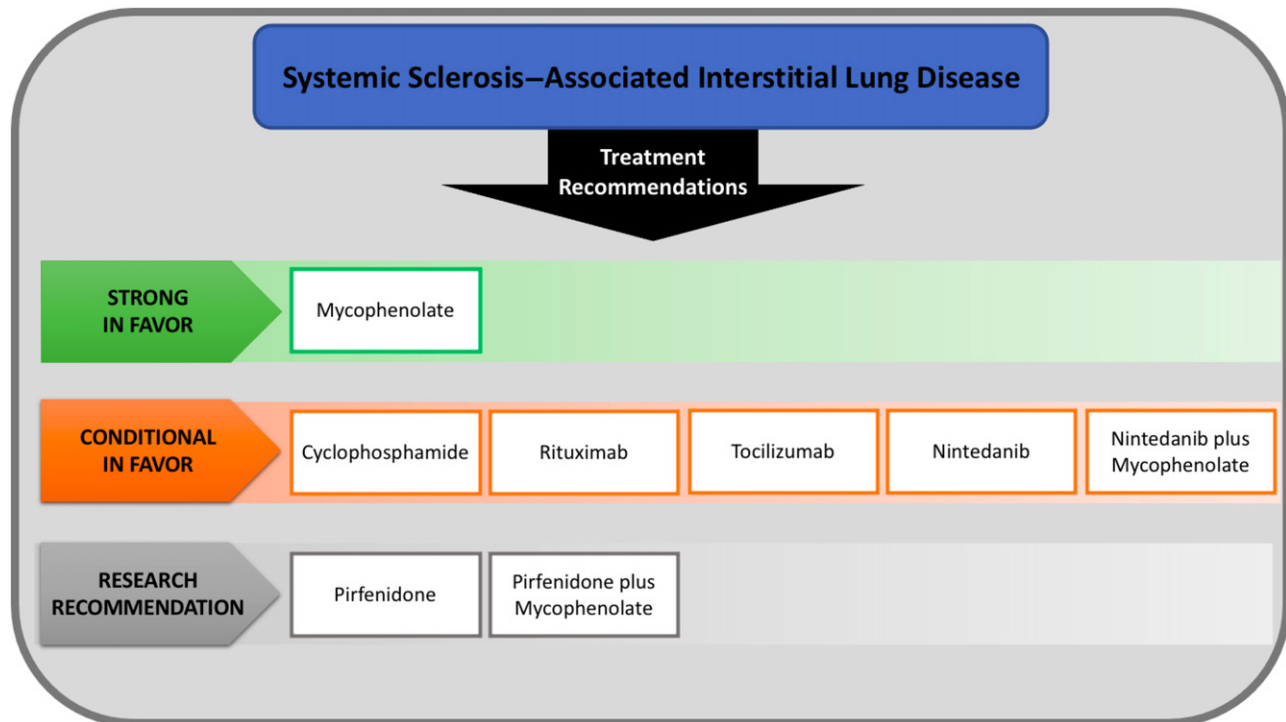 Systemic Sclerosis–Associated Interstitial Lung Disease
Treatment
Recommendations
STRONG
IN FAVOR
Mycophenolate
CONDITIONAL
IN FAVOR
Cyclophosphamide
Rituximab
Tocilizumab
Nintedanib
Nintedanib plus
Mycophenolate
RESEARCH
RECOMMENDATION
Pirfenidone
Pirfenidone plus
Mycophenolate